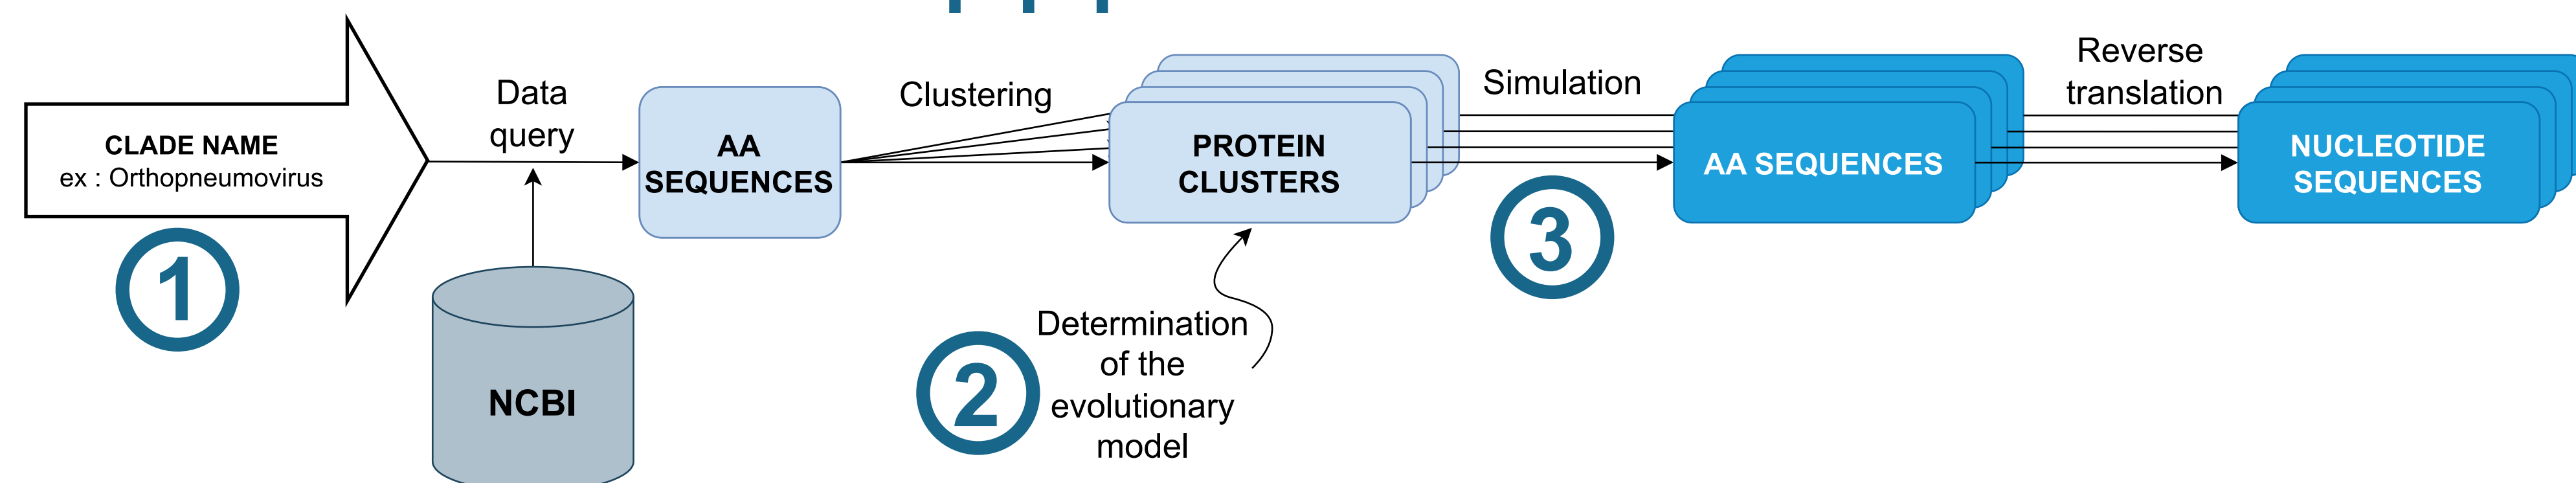 CLADE NAME
ex : Orthopneumovirus
1
Data
query
NCBI
AA
SEQUENCES
Clustering
PROTEIN
CLUSTERS
2
Determination
of the
evolutionary
model
Simulation
3
AA SEQUENCES
Reverse
translation
NUCLEOTIDE
SEQUENCES